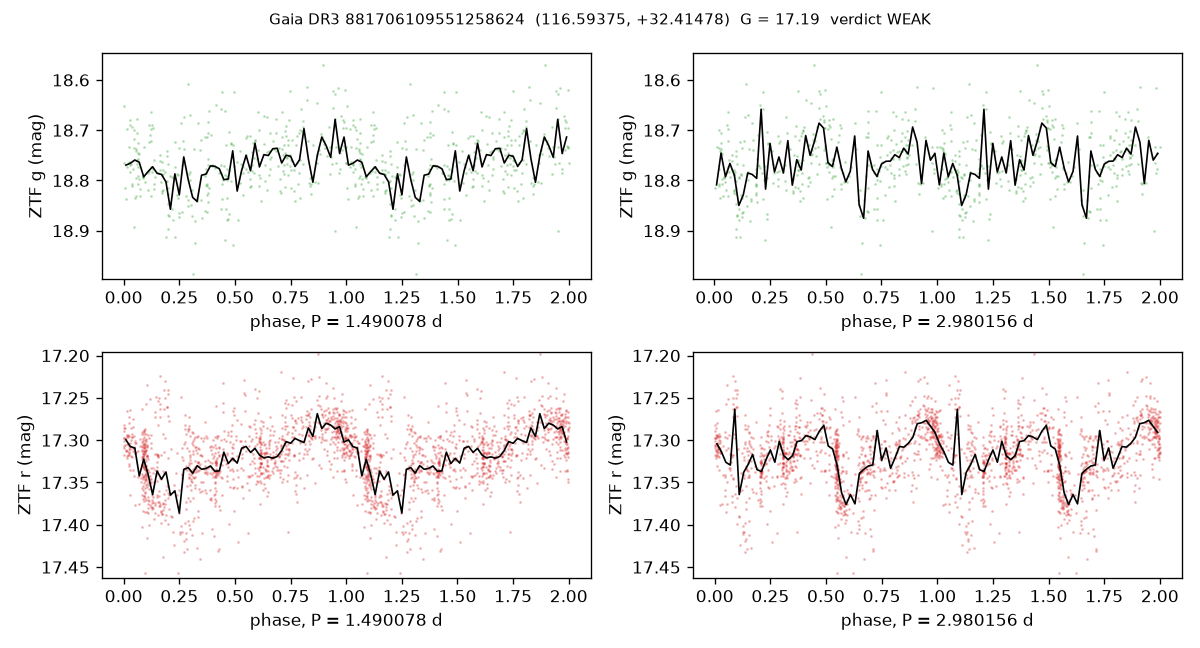 Gaia DR3 881706109551258624 (116.59375, +32.41478) G = 17.19 verdict WEAK
ZTF g (mag)
18.6
18.7
18.8
18.9
0.00 0.25 0.50 0.75 1.00 1.25 1.50 1.75 2.00
phase, P = 1.490078 d
ZTF g (mag)
18.6
18.7
18.8
18.9
0.00 0.25 0.50 0.75 1.00 1.25 1.50 1.75 2.00
phase, P = 2.980156 d
ZTF r (mag)
17.20
17.25
17.30
17.35
17.40
17.45
0.00 0.25 0.50 0.75 1.00 1.25 1.50 1.75 2.00
phase, P = 1.490078 d
ZTF r (mag)
17.20
17.25
17.30
17.35
17.40
17.45
0.00 0.25 0.50 0.75 1.00 1.25 1.50 1.75 2.00
phase, P = 2.980156 d